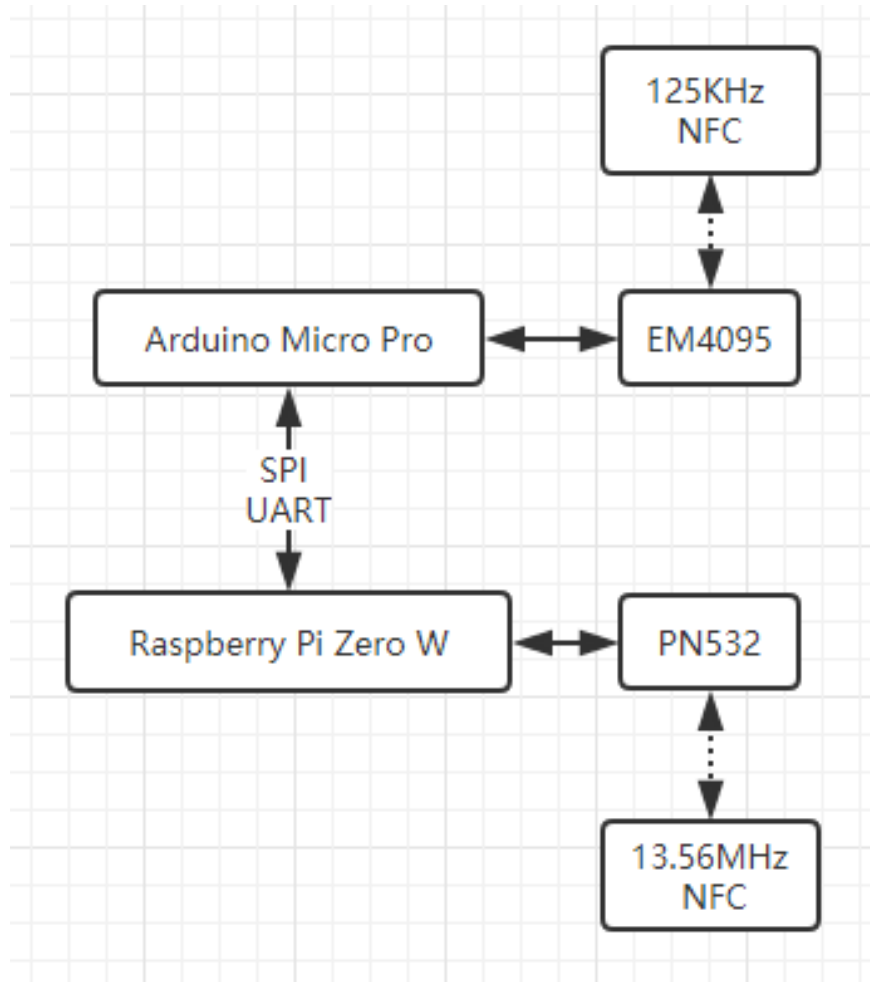 125KHz
NFC
Arduino Micro Pro
EM4095
SPI
UART
Raspberry Pi Zero W
PN532
13.56MHz
NFC